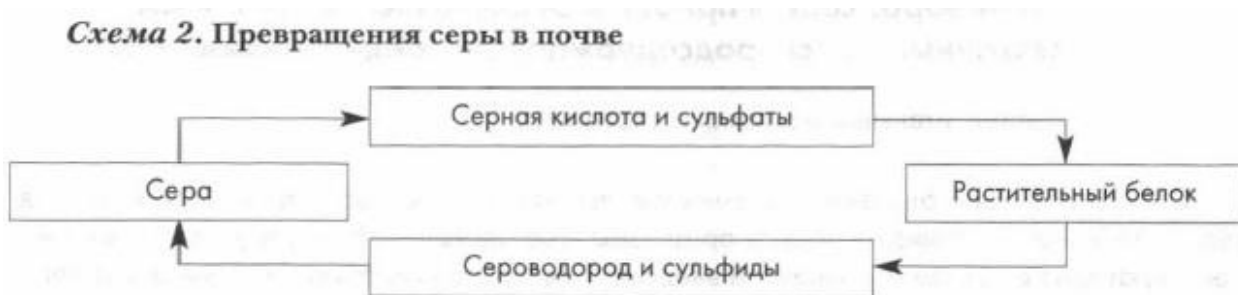 Схема 2. Превращения серы в почве
Серная кислота и сульфаты
Сера
Растительный белок
Сероводород и сульфиды